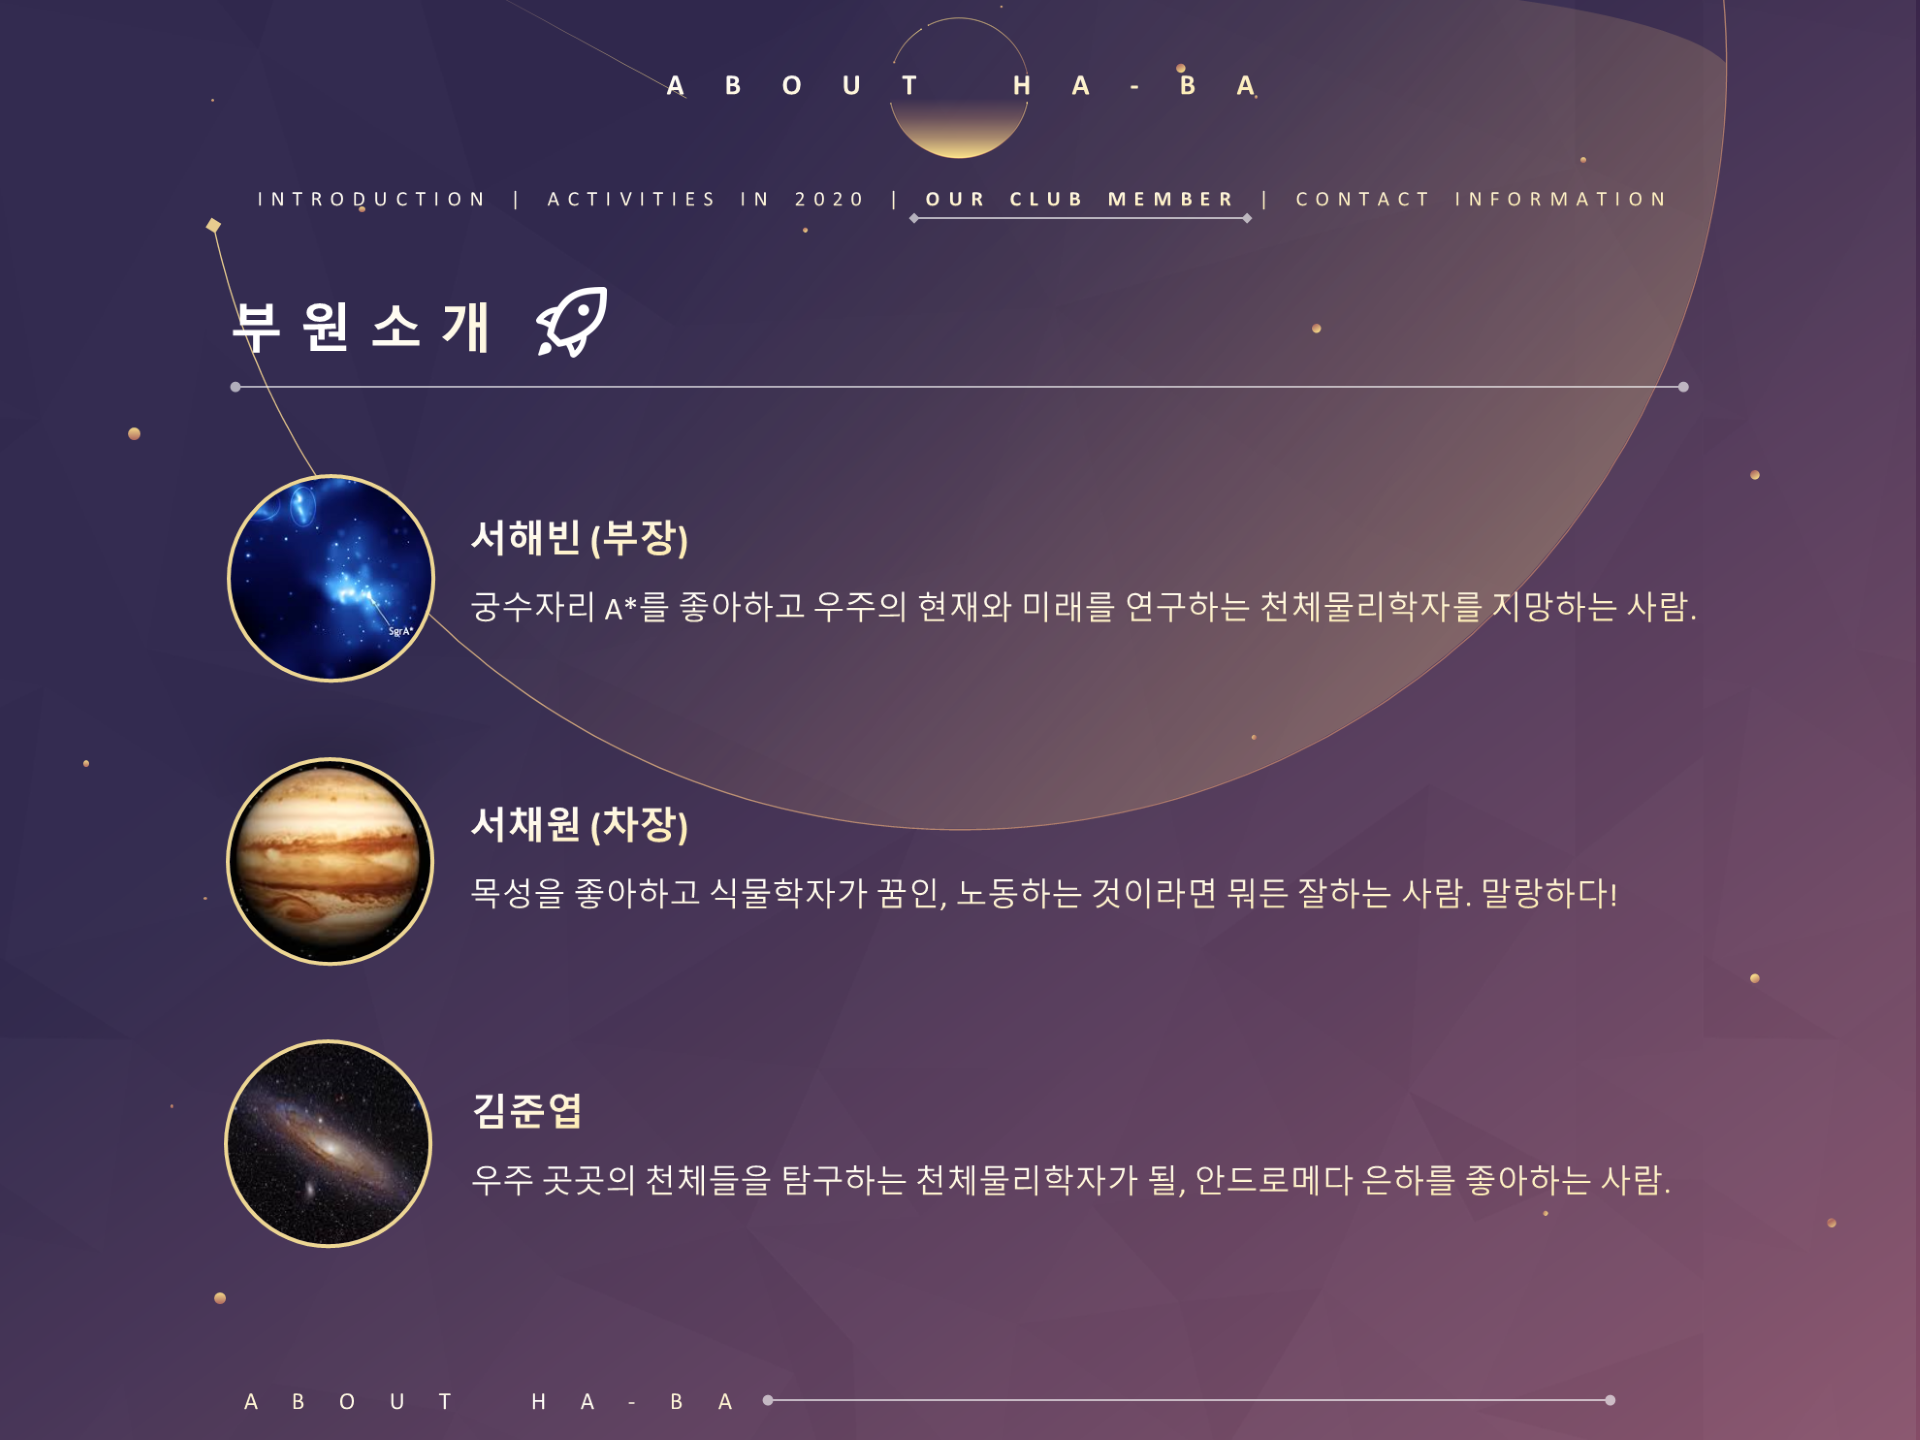 ABOUT HA-BA
INTRODUCTION | ACTIVITIES IN 2020 | OUR CLUB MEMBER | CONTACT INFORMATION
부원소개
서해빈 (부장)
궁수자리 A*를 좋아하고 우주의 현재와 미래를 연구하는 천체물리학자를 지망하는 사람.
SgrA*
서채원 (차장)
목성을 좋아하고 식물학자가 꿈인, 노동하는 것이라면 뭐든 잘하는 사람. 말랑하다!
김준엽
우주 곳곳의 천체들을 탐구하는 천체물리학자가 될, 안드로메다 은하를 좋아하는 사람.
ABOUT HA-BA